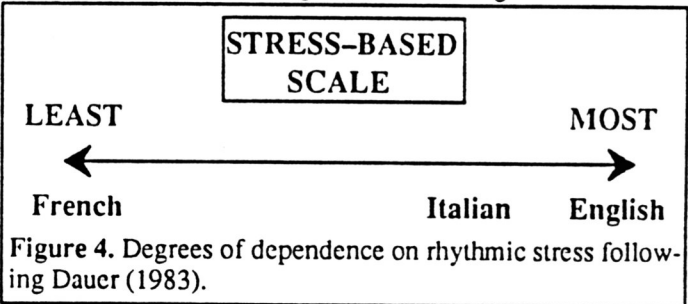 STRESS–BASED
SCALE
LEAST MOST
French Italian English
Figure 4. Degrees of dependence on rhythmic stress follow-
ing Dauer (1983).